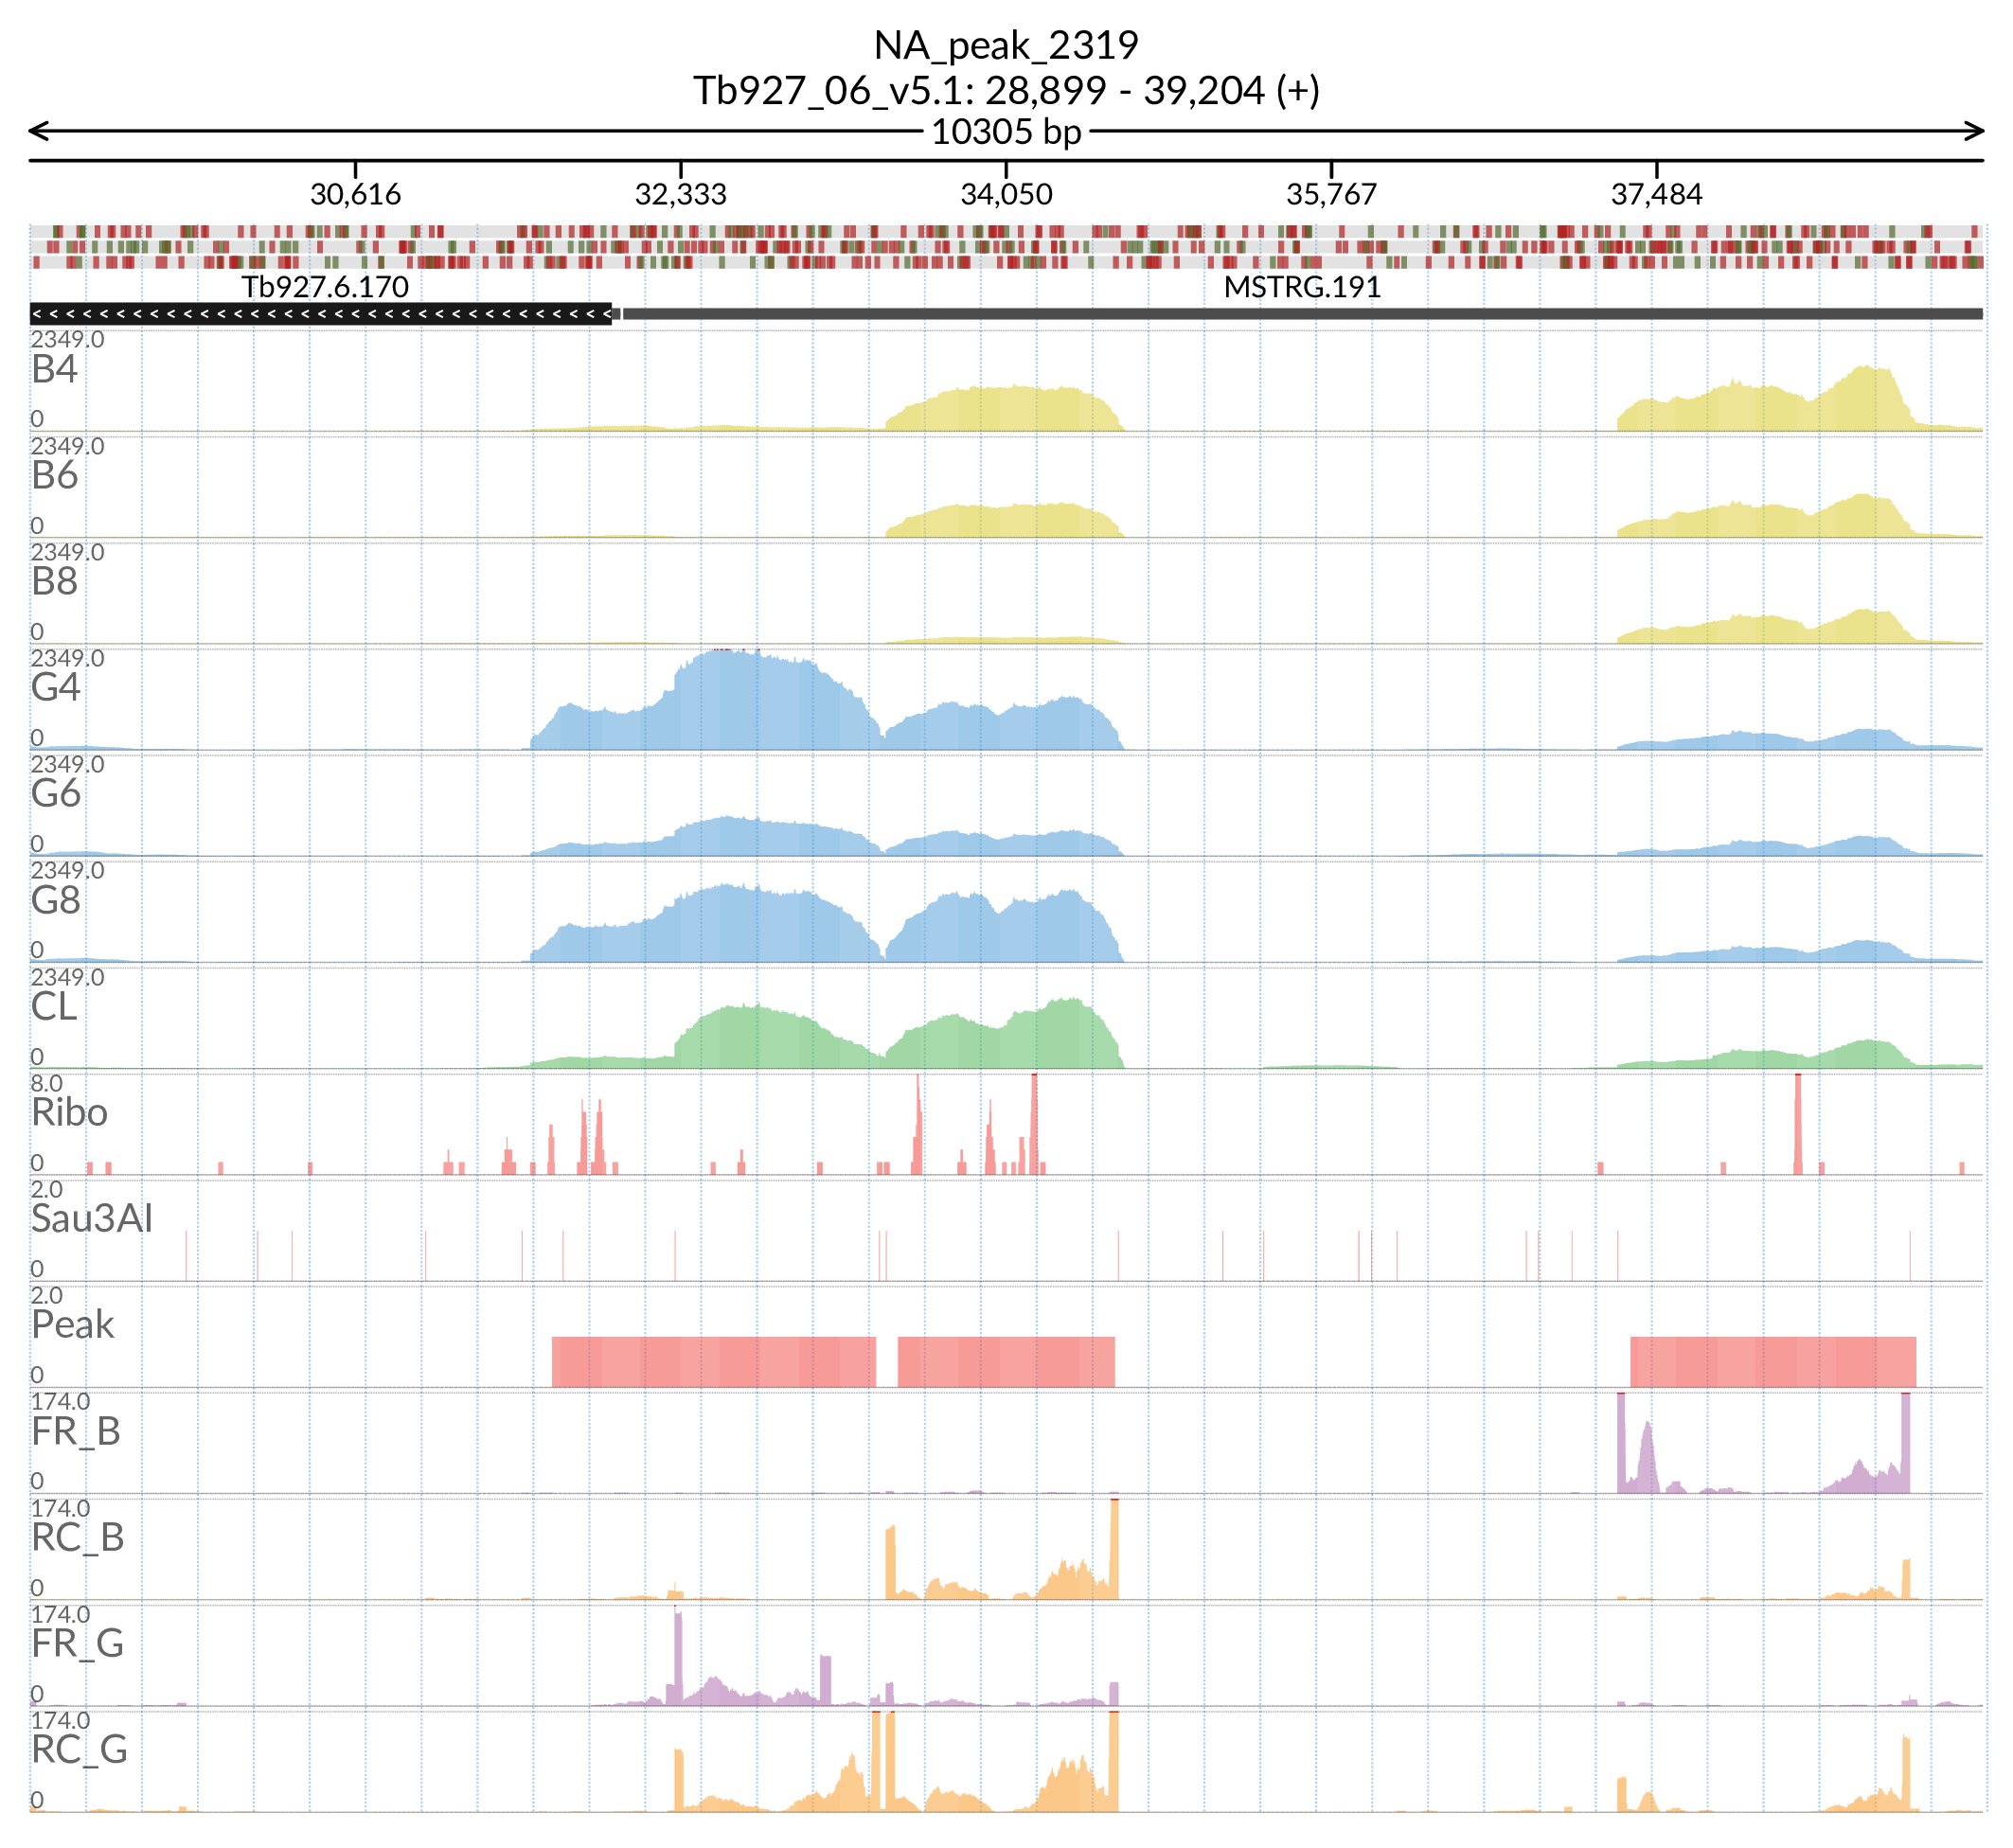 NA_peak_2319
Tb927_06_v5.1: 28,899 - 39,204 (+)
10305 bp
30,616 32,333 34,050 35,767 37,484
Tb927.6.170 MSTRG.191
2349.0
B4
0
2349.0
B6
0
2349.0
B8
0
2349.0
G4
0
2349.0
G6
0
2349.0
G8
0
2349.0
CL
0
8.0
Ribo
0
2.0
Sau3AI
0
2.0
Peak
0
174.0
FR_B
0
174.0
RC_B
0
174.0
FR_G
0
174.0
RC_G
0